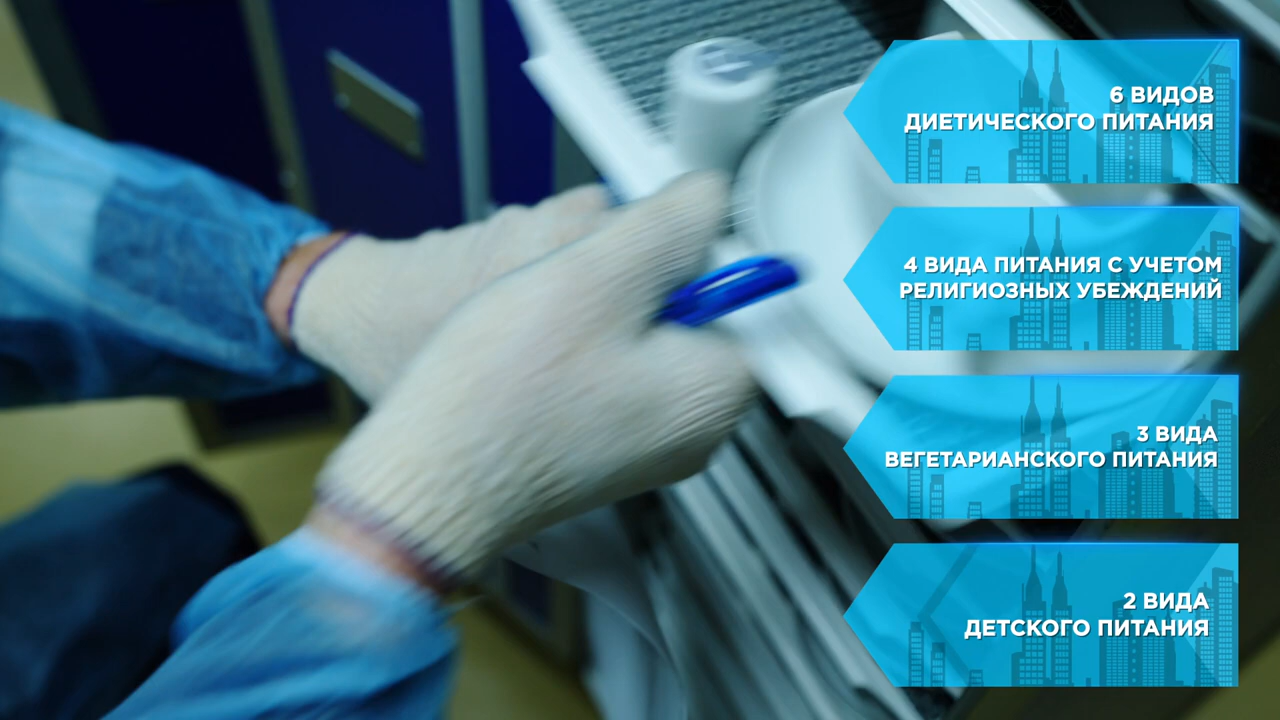 6 ВИДОВ
ДИЕТИЧЕСКОГО ПИТАНИЯ
4 ВИДА ПИТАНИЯ С УЧЕТОМ
РЕЛИГИОЗНЫХ УБЕЖДЕНИЙ
3 ВИДА
ВЕГЕТАРИАНСКОГО ПИТАНИЯ
2 ВИДА
ДЕТСКОГО ПИТАНИЯ